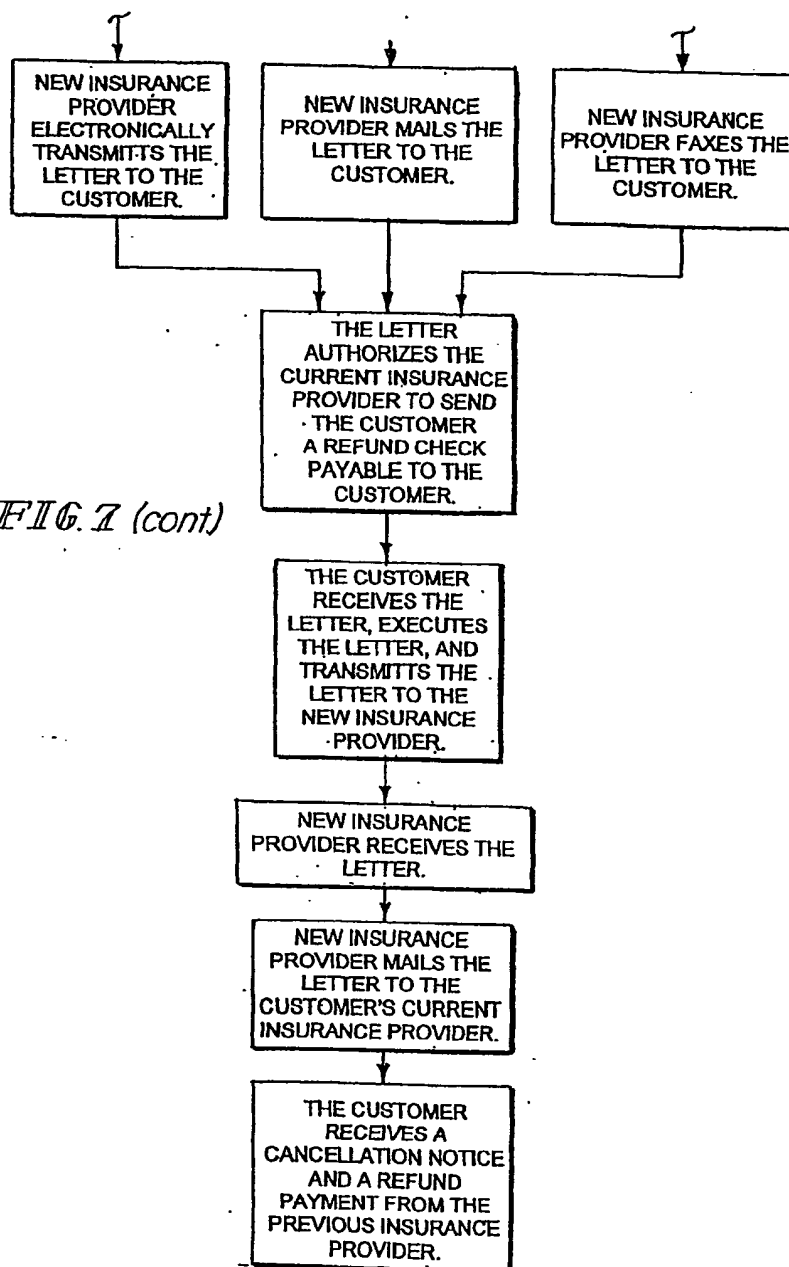 NEW INSURANCE
PROVIDER
ELECTRONICALLY
TRANSMITTS THE
LETTER TO THE
CUSTOMER.
NEW INSURANCE
PROVIDER MAILS THE
LETTER TO THE
CUSTOMER.
NEW INSURANCE
PROVIDER FAXES THE
LETTER TO THE
CUSTOMER.
THE LETTER
AUTHORIZES THE
CURRENT INSURANCE
PROVIDER TO SEND
THE CUSTOMER
A REFUND CHECK
PAYABLE TO THE
CUSTOMER.
FIG. 7 (cont)
THE CUSTOMER
RECEIVES THE
LETTER, EXECUTES
THE LETTER, AND
TRANSMITTS THE
LETTER TO THE
NEW INSURANCE
PROVIDER.
NEW INSURANCE
PROVIDER RECEIVES THE
LETTER.
NEW INSURANCE
PROVIDER MAILS THE
LETTER TO THE
CUSTOMER'S CURRENT
INSURANCE PROVIDER.
THE CUSTOMER
RECEIVES A
CANCELLATION NOTICE
AND A REFUND
PAYMENT FROM THE
PREVIOUS INSURANCE
PROVIDER.